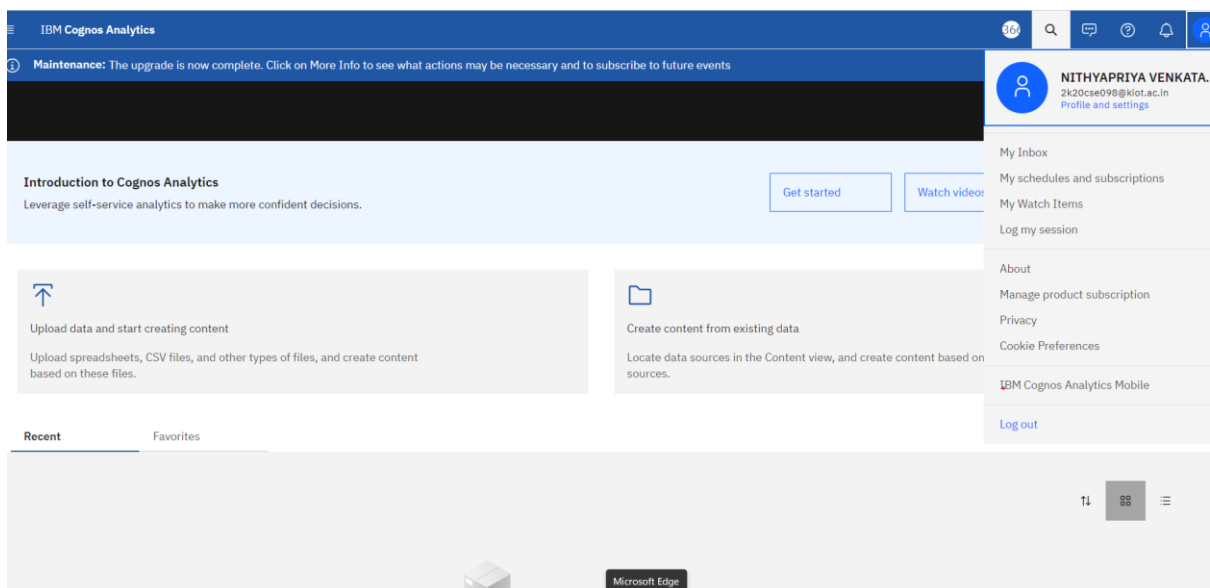 IBM Cognos Analytics
366
Maintenance: The upgrade is now complete. Click on More Info to see what actions may be necessary and to subscribe to future events
NITHYAPRIYA VENKATA.
2k20cse098@kiot.ac.in
Profile and settings
My Inbox
My schedules and subscriptions
My Watch Items
Log my session
About
Manage product subscription
Privacy
Cookie Preferences
IBM Cognos Analytics Mobile
Log out
Introduction to Cognos Analytics
Leverage self-service analytics to make more confident decisions.
Get started
Watch videos
Upload data and start creating content
Upload spreadsheets, CSV files, and other types of files, and create content
based on these files.
Create content from existing data
Locate data sources in the Content view, and create content based on
sources.
Recent
Favorites
Microsoft Edge